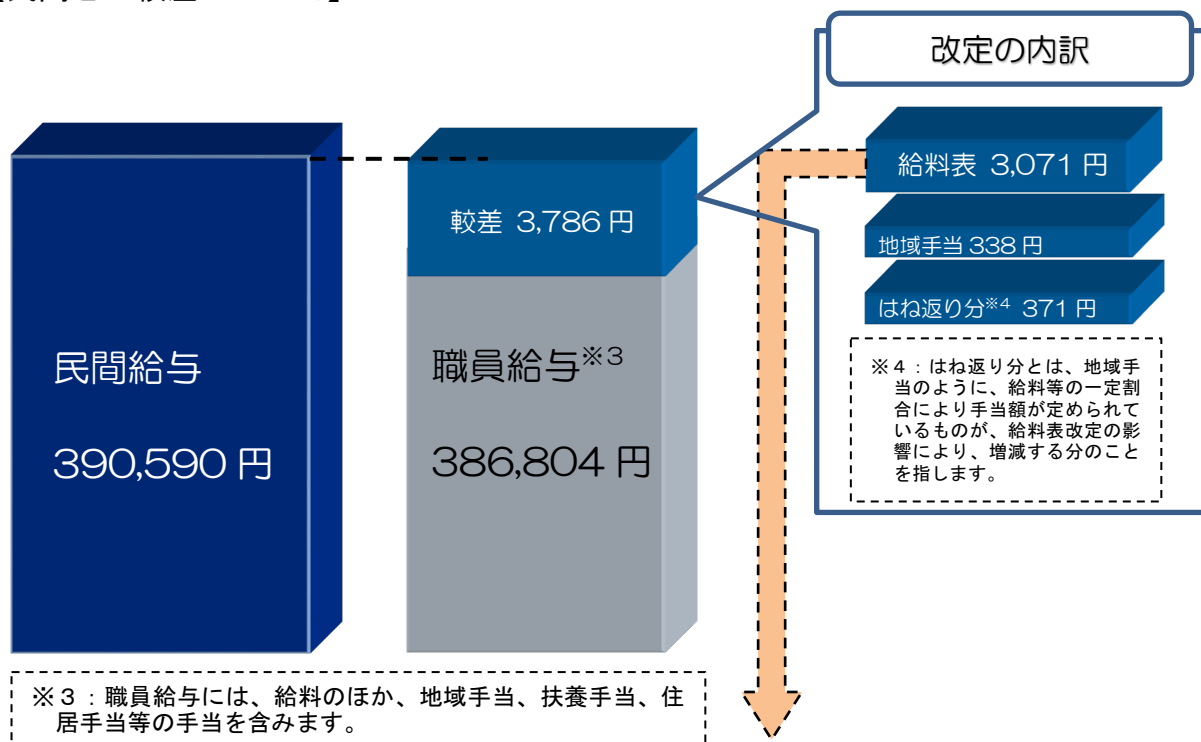 改定の内訳
給料表 3,071 円
較差 3,786 円
地域手当 338 円
はね返り分※4 371 円
民間給与
390,590 円
職員給与※3
386,804 円
※4：はね返り分とは、地域手
当のように、給料等の一定割
合により手当額が定められて
いるものが、給料表改定の影
響により、増減する分のこと
を指します。
※3：職員給与には、給料のほか、地域手当、扶養手当、住
居手当等の手当を含みます。